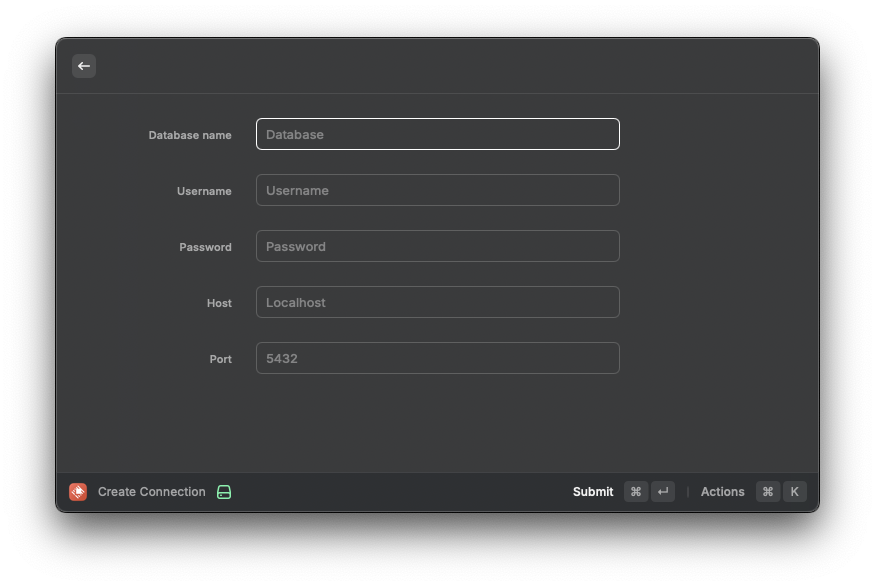 Database name Database
Username Username
Password Password
Host Localhost
Port 5432
Create Connection Submit ⌘ ↵ | Actions ⌘ K